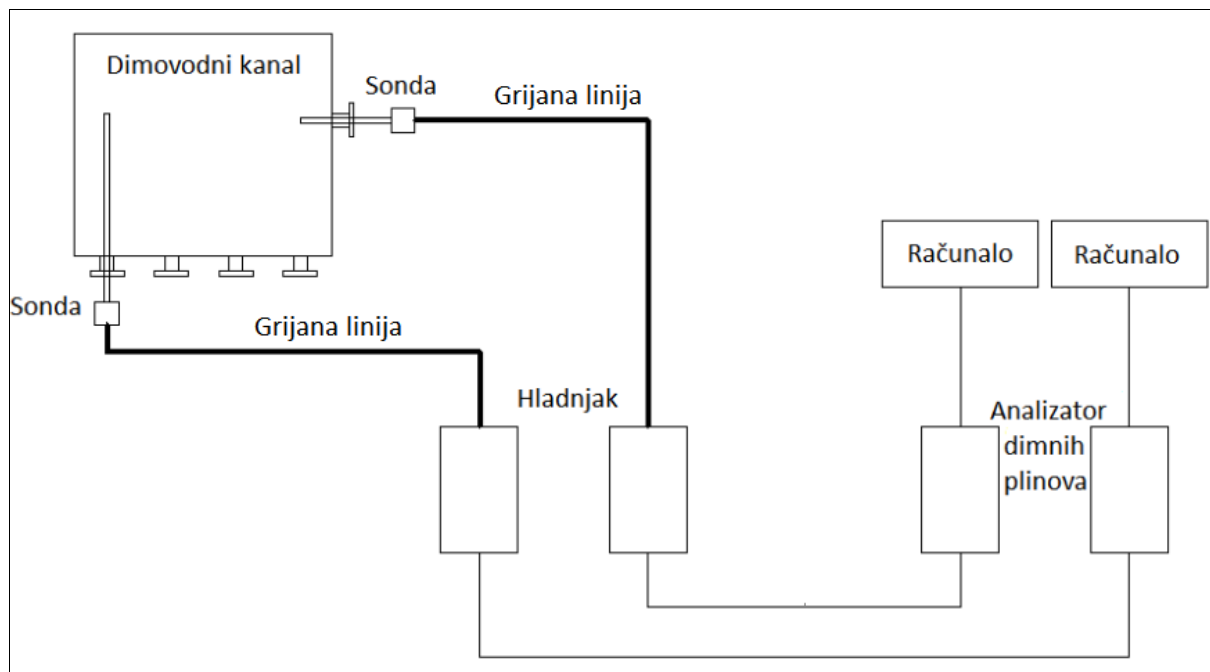 Dimovodni kanal
Sonda
Grijana linija
Računalo
Računalo
Sonda
Grijana linija
Hladnjak
Analizator
dimnih
plinova